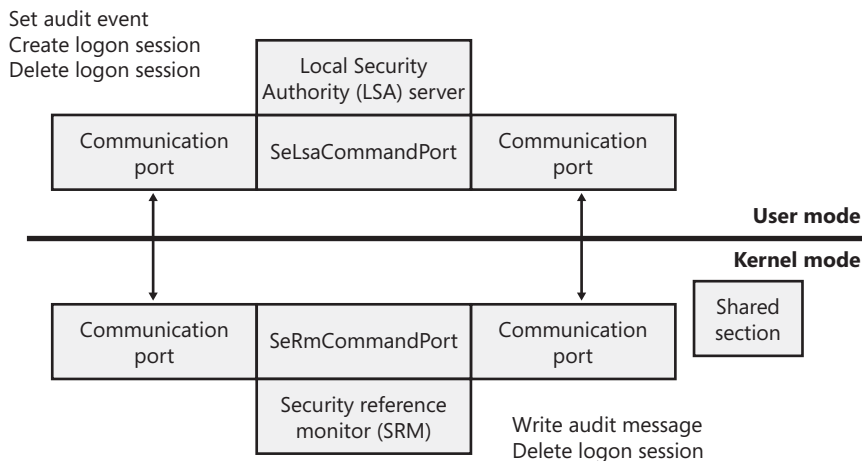 Set audit event
Create logon session
Delete logon session
Local Security
Authority (LSA) server
Communication
port
SeLsaCommandPort
Communication
port
User mode
Kernel mode
Communication
port
SeRmCommandPort
Communication
port
Shared
section
Security reference
monitor (SRM)
Write audit message
Delete logon session